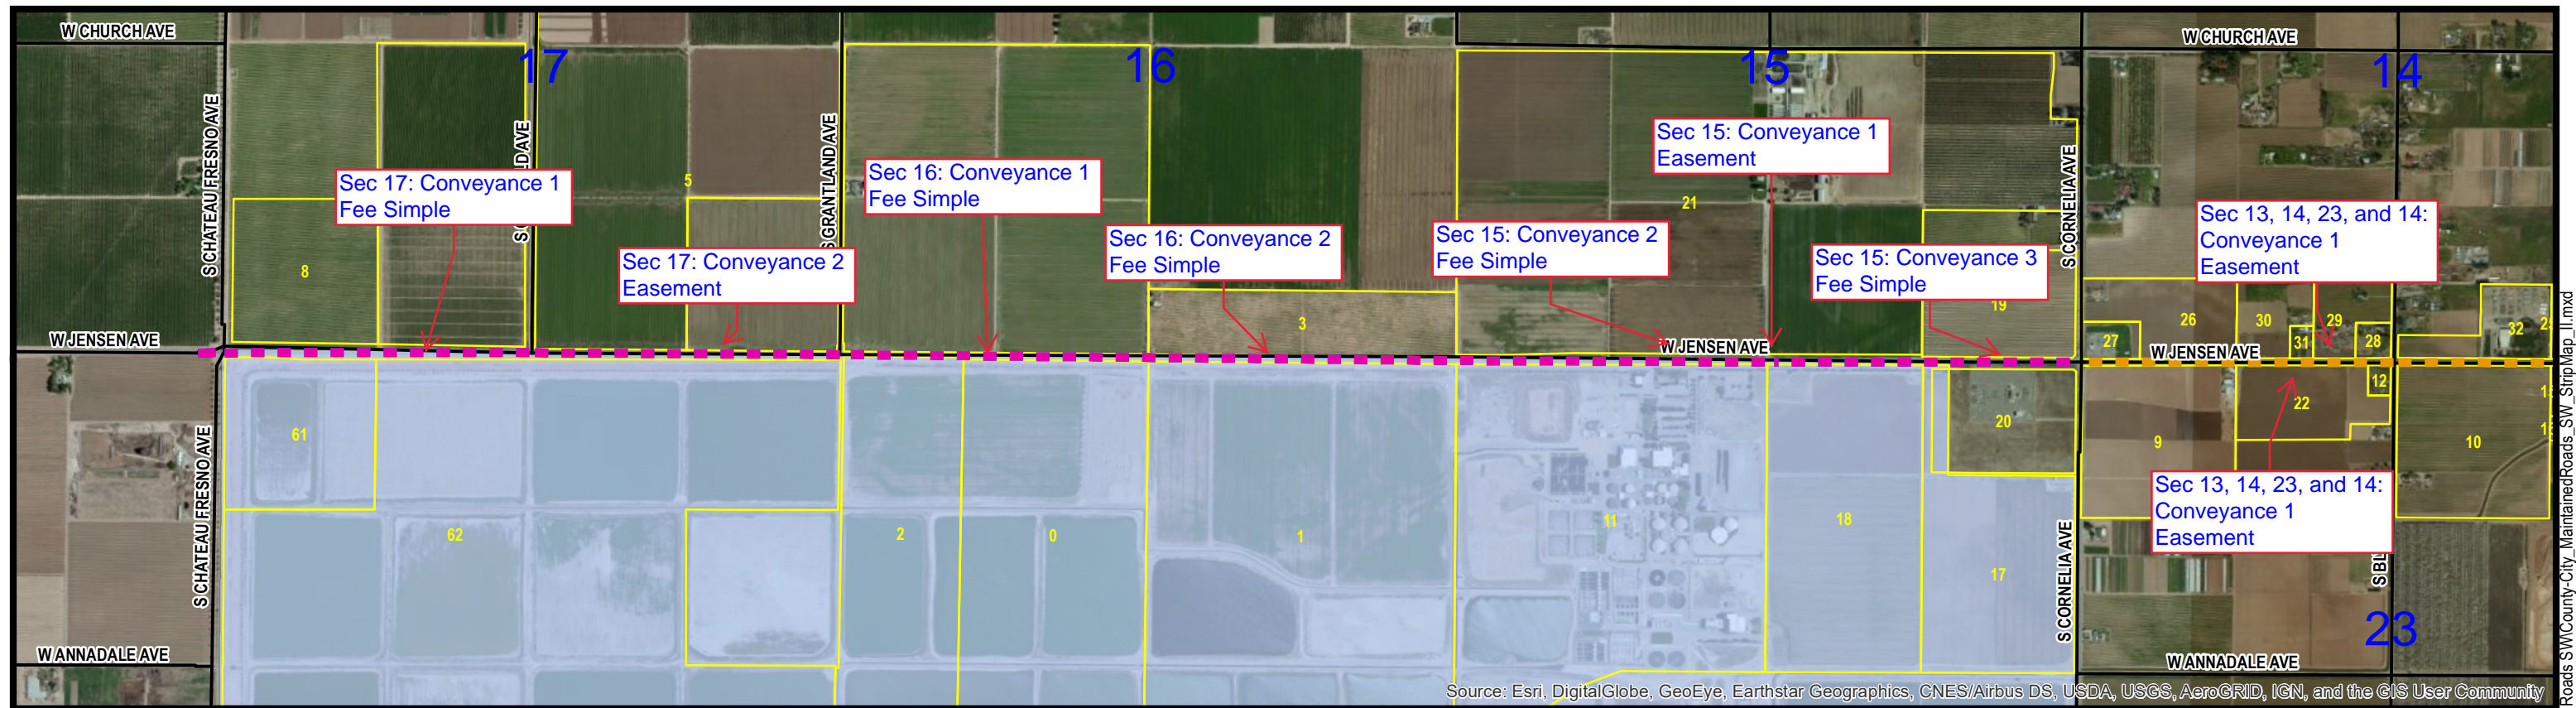 W CHURCH AVE
W CHURCH AVE
17
16
15
14
S CHATEAU FRESNO AVE
S GRANTLAND AVE
S CORNELIA AVE
Sec 15: Conveyance 1
Easement
Sec 16: Conveyance 1
Fee Simple
Sec 17: Conveyance 1
Fee Simple
5
21
Sec 13, 14, 23, and 14:
Conveyance 1
Easement
Sec 16: Conveyance 2
Fee Simple
Sec 15: Conveyance 2
Fee Simple
Sec 17: Conveyance 2
Easement
Sec 15: Conveyance 3
Fee Simple
8
19
3
26
30
29
32
27
31
28
W JENSEN AVE
W JENSEN AVE
W JENSEN AVE
12
22
20
61
9
10
Sec 13, 14, 23, and 14:
Conveyance 1
Easement
S CHATEAU FRESNO AVE
62
2
0
1
11
18
17
S CORNELIA AVE
23
W ANNADALE AVE
W ANNADALE AVE
Source: Esri, DigitalGlobe, GeoEye, Earthstar Geographics, CNES/Airbus DS, USDA, USGS, AeroGRID, IGN, and the GIS User Community
Roads SW\County-City_MaintainedRoads_SW_StripMap_II.mxd